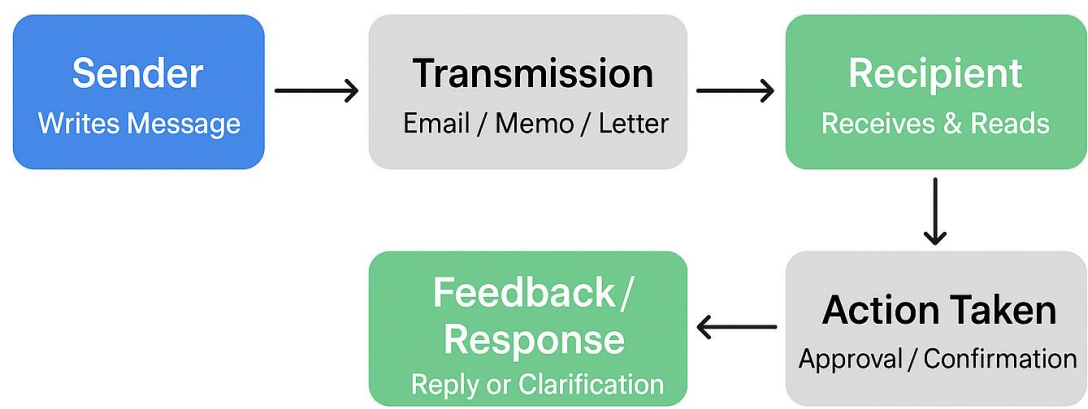 Sender
Writes Message
Transmission
Email / Memo / Letter
Recipient
Receives & Reads
Action Taken
Approval / Confirmation
Feedback /
Response
Reply or Clarification